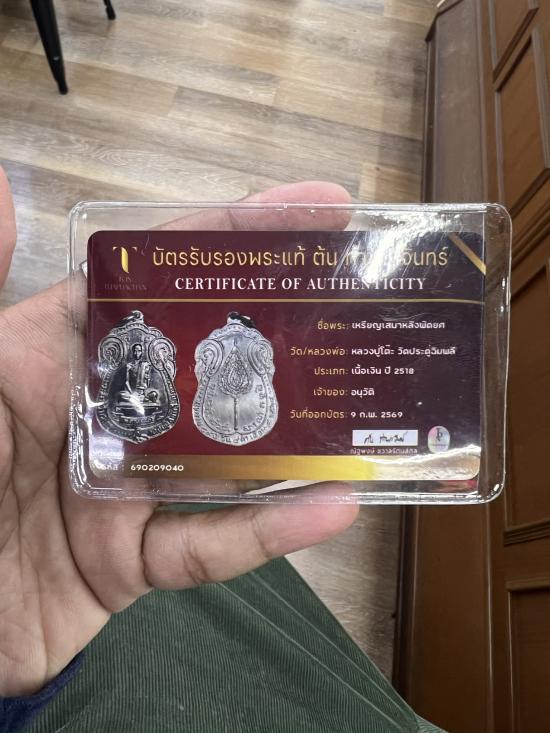 บัตรรับรองพระแท้ ต้น
CERTIFICATE OF AUTHENTICITY
TON
ชื่อพระ: เหรียญเสมาหลังพัดยศ
วัด/หลวงพ่อ: หลวงปู่โต๊ะ วัดประดู่ฉิมพลี
ประเภท: เนื้อเงิน ปี 2518
เจ้าของ: อนุวัติ
วันที่ออกบัตร: 9 ก.พ. 2569
690209040